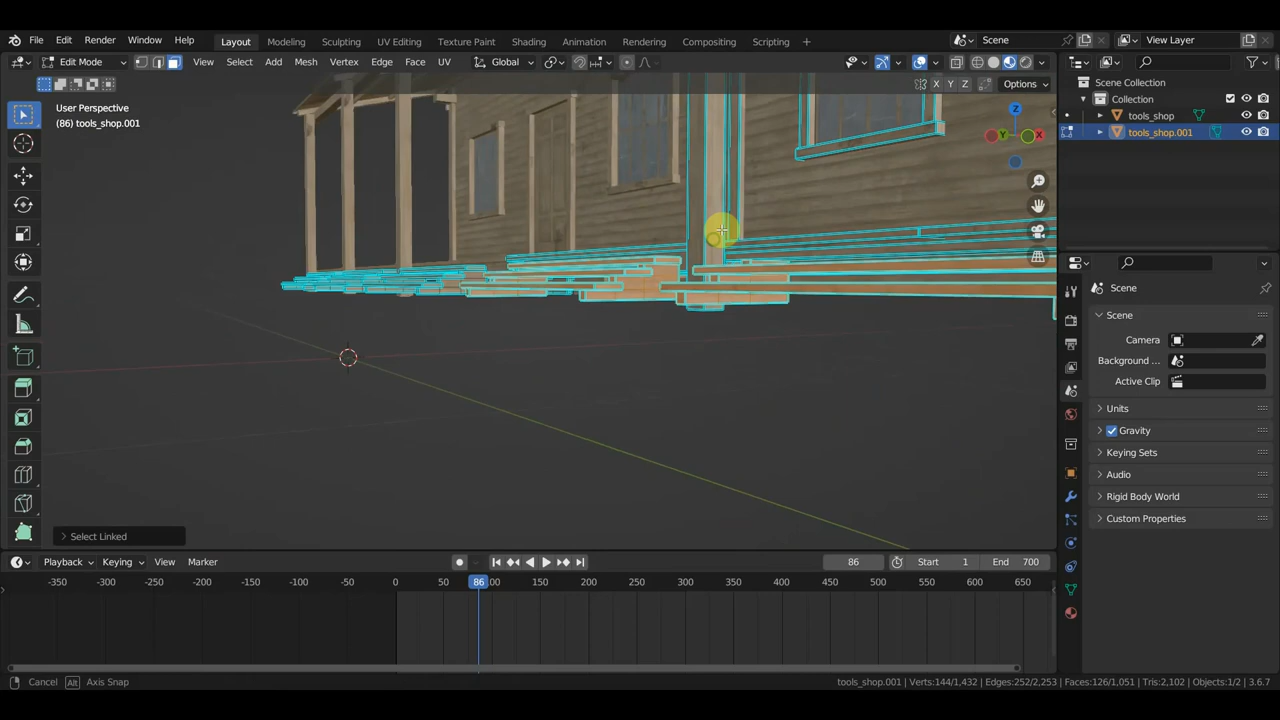 File Edit Render Window Help Layout Modeling Sculpting UV Editing Texture Paint Shading Animation Rendering Compositing Scripting + Scene View Layer
Edit Mode View Select Add Mesh Vertex Edge Face UV Global
X Y Z Options
User Perspective
(86) tools_shop.001
Scene Collection
Collection
tools_shop
tools_shop.001
Z
Y
X
Scene
Scene
Camera
Background ...
Active Clip
Units
Gravity
Keying Sets
Audio
Rigid Body World
Custom Properties
Select Linked
Playback Keying View Marker 86 Start 1 End 700
-350 -300 -250 -200 -150 -100 -50 0 50 86 00 150 200 250 300 350 400 450 500 550 600 650
Cancel Alt Axis Snap tools_shop.001 | Verts:144/1,432 | Edges:252/2,253 | Faces:126/1,051 | Tris:2,102 | Objects:1/2 | 3.6.7